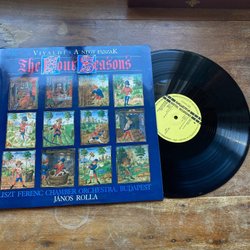 VIVALDI · A NÉGY ÉVSZAK
The Four Seasons
LISZT FERENC CHAMBER ORCHESTRA, BUDAPEST
JÁNOS ROLLA